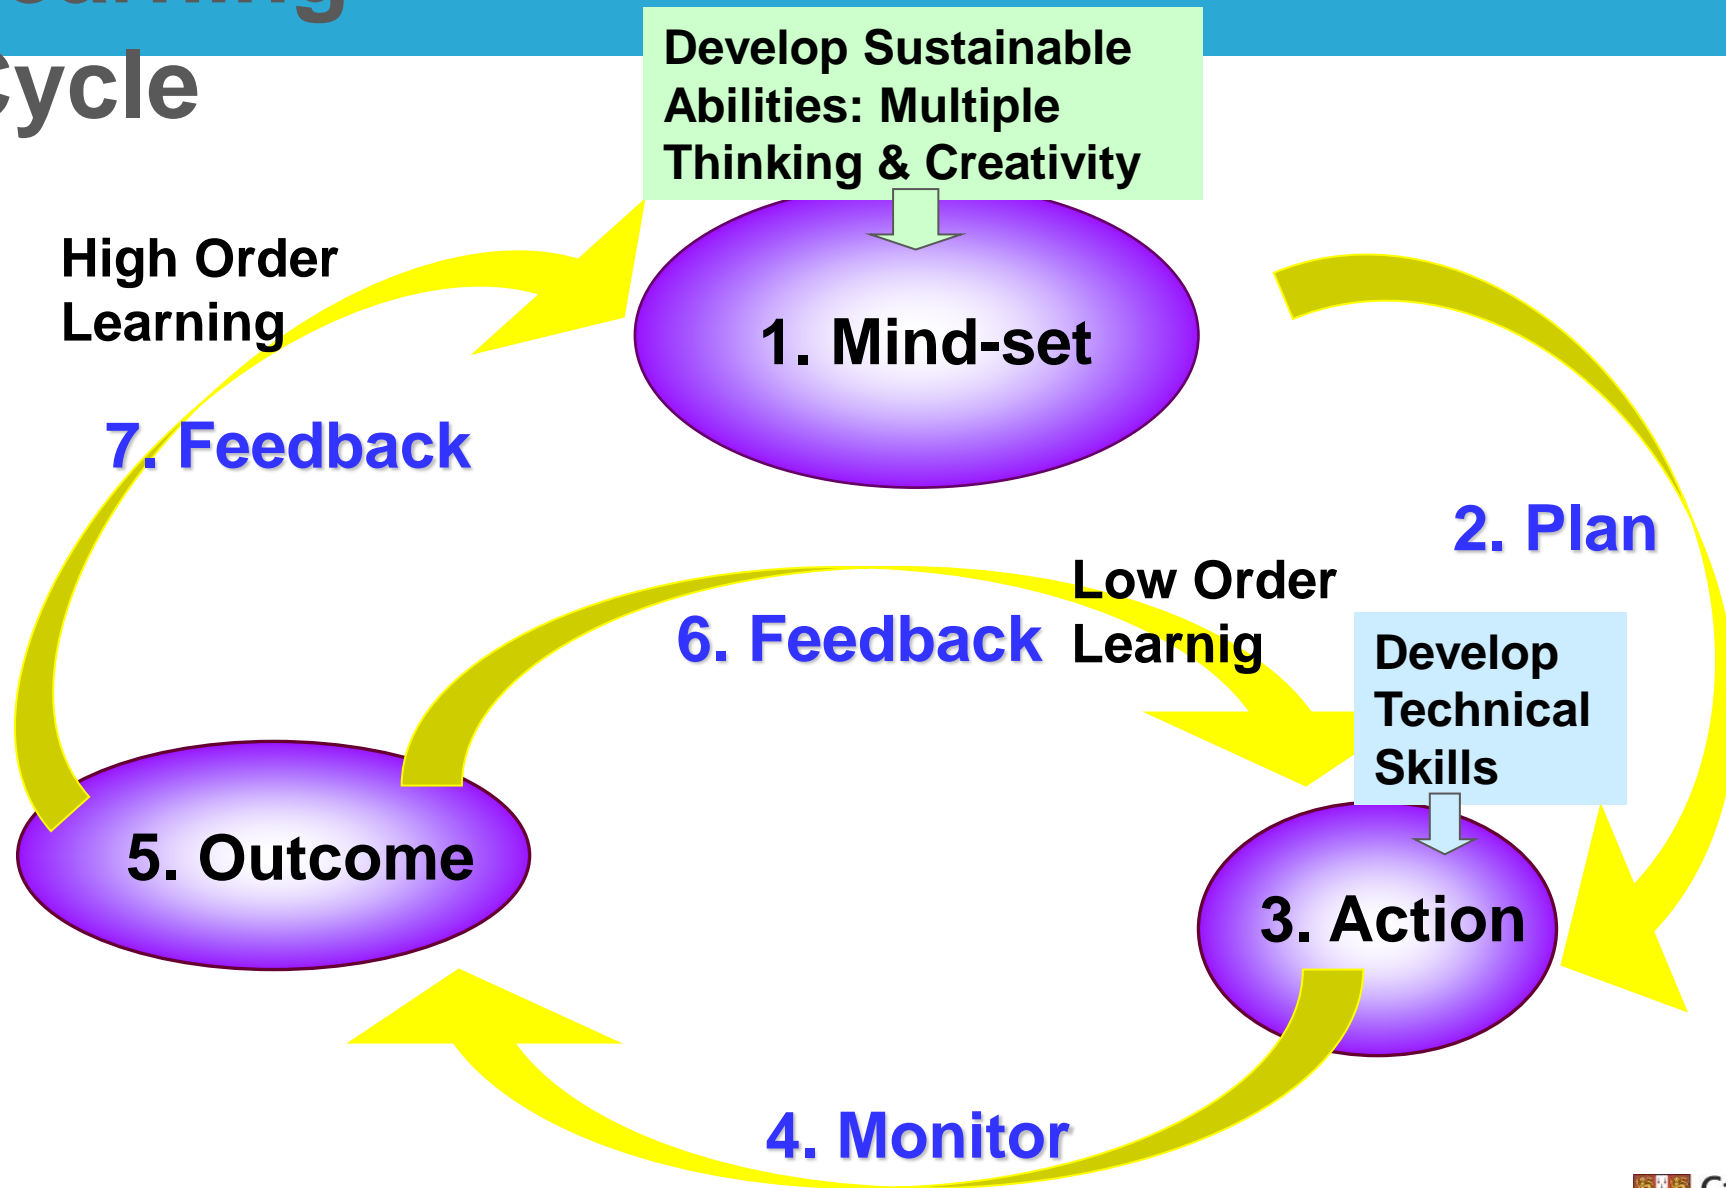 Cycle
Develop Sustainable
Abilities: Multiple
Thinking & Creativity
High Order
Learning
1. Mind-set
7. Feedback
2. Plan
Low Order
Learnig
6. Feedback
Develop
Technical
Skills
5. Outcome
3. Action
4. Monitor